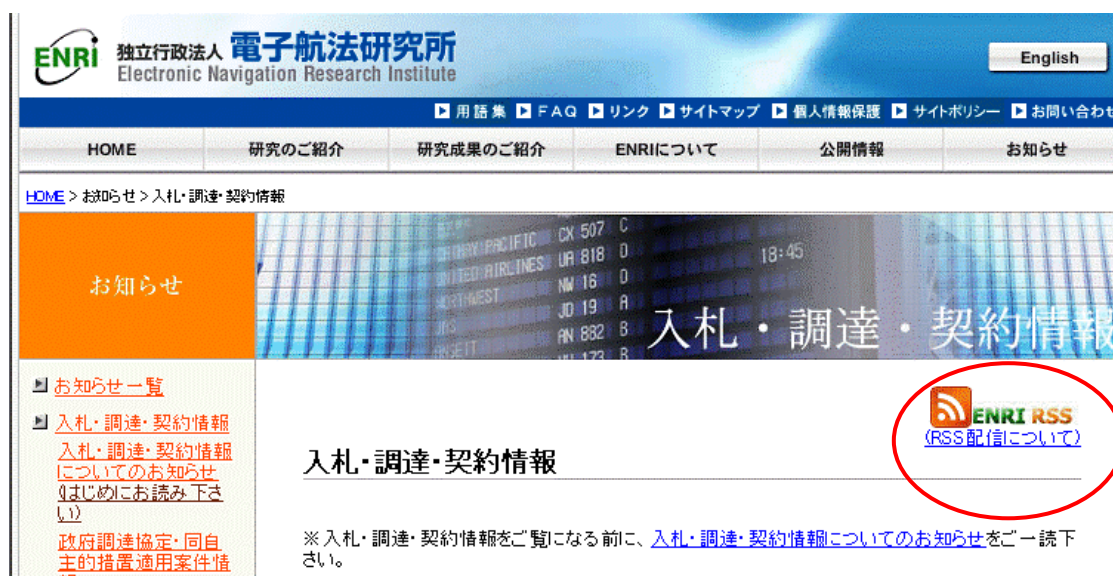 ENRI 独立行政法人 電子航法研究所
Electronic Navigation Research Institute
English
用語集 FAQ リンク サイトマップ 個人情報保護 サイトポリシー お問い合わせ
HOME 研究のご紹介 研究成果のご紹介 ENRIについて 公開情報 お知らせ
HOME > お知らせ > 入札・調達・契約情報
お知らせ
PACIFIC CX 507 C
UNITED AIRLINES UA 818 D
18:45
NORTHWEST NW 16 D
JAS JD 19 A
ANSETT AN 882 B
173 B
入札・調達・契約情報
お知らせ一覧
入札・調達・契約情報
入札・調達・契約情報
についてのお知らせ
(はじめにお読み下さ
い)
政府調達協定・同自
主的措置適用案件情
ENRI RSS
(RSS配信について)
入札・調達・契約情報
※入札・調達・契約情報をご覧になる前に、入札・調達・契約情報についてのお知らせをご一読下
さい。